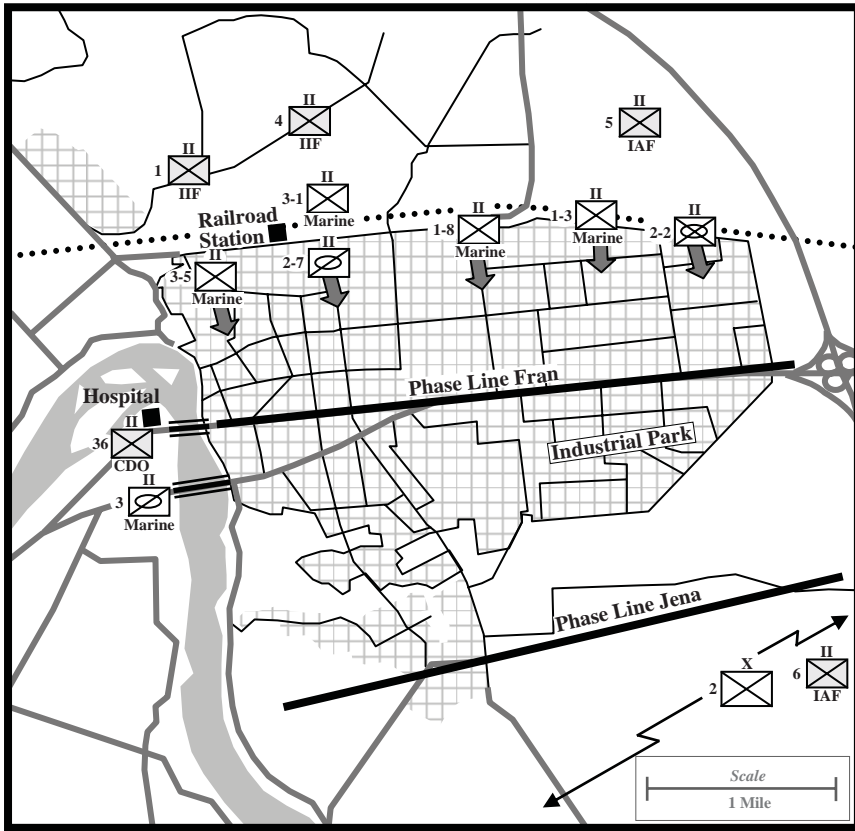 II
4
IIF
II
5
IAF
II
1
IIF
II
3-1
Marine
Railroad
Station
II
1-8
Marine
II
1-3
Marine
II
2-2
II
3-5
Marine
II
2-7
Phase Line Fran
Hospital
II
36
CDO
Industrial Park
II
3
Marine
Phase Line Jena
X
2
II
6
IAF
Scale
1 Mile